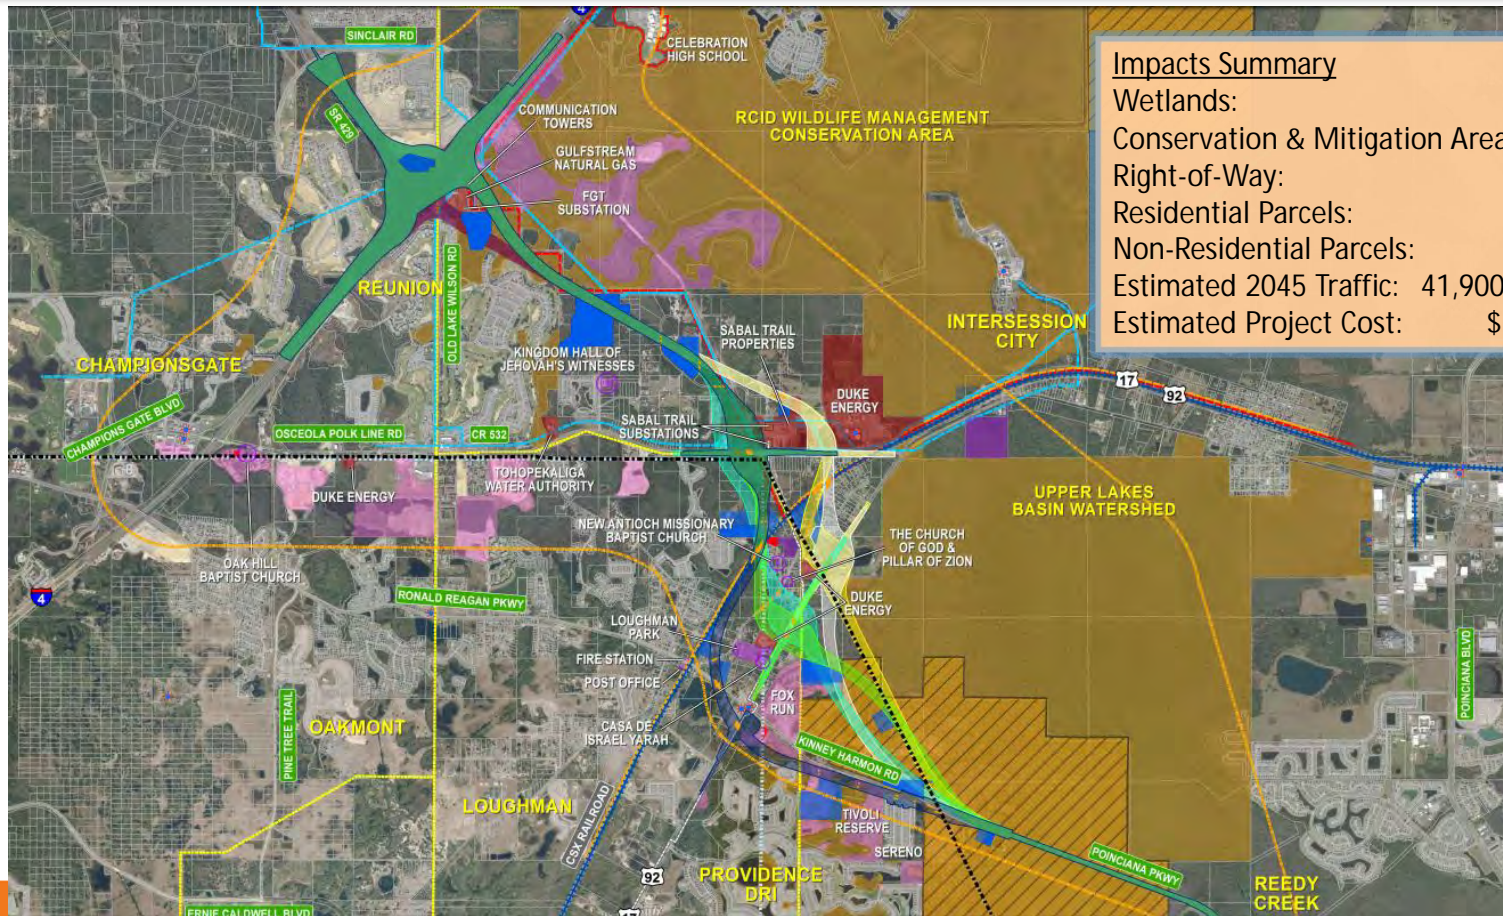 4
SINCLAIR RD
CELEBRATION
HIGH SCHOOL
Impacts Summary
Wetlands:
Conservation & Mitigation Area
Right-of-Way:
Residential Parcels:
Non-Residential Parcels:
Estimated 2045 Traffic: 41,900
Estimated Project Cost: $
SR 429
COMMUNICATION
TOWERS
RCID WILDLIFE MANAGEMENT
CONSERVATION AREA
GULFSTREAM
NATURAL GAS
FGT
SUBSTATION
REUNION
OLD LAKE WILSON RD
INTERSESSION
CITY
SABAL TRAIL
PROPERTIES
KINGDOM HALL OF
JEHOVAH'S WITNESSES
CHAMPIONSGATE
17
92
DUKE
ENERGY
CHAMPIONS GATE BLVD
OSCEOLA POLK LINE RD
CR 532
SABAL TRAIL
SUBSTATIONS
TOHOPEKALIGA
WATER AUTHORITY
DUKE ENERGY
UPPER LAKES
BASIN WATERSHED
NEW ANTIOCH MISSIONARY
BAPTIST CHURCH
THE CHURCH
OF GOD &
PILLAR OF ZION
OAK HILL
BAPTIST CHURCH
4
RONALD REAGAN PKWY
DUKE
ENERGY
LOUGHMAN
PARK
FIRE STATION
POST OFFICE
FOX
RUN
POINCIANA BLVD
PINE TREE TRAIL
OAKMONT
CASA DE
ISRAEL YARAH
KINNEY HARMON RD
LOUGHMAN
CSX RAILROAD
TIVOLI
RESERVE
SERENO
POINCIANA PKWY
92
PROVIDENCE
DRI
REEDY
CREEK
ERNIE CALDWELL BLVD
17